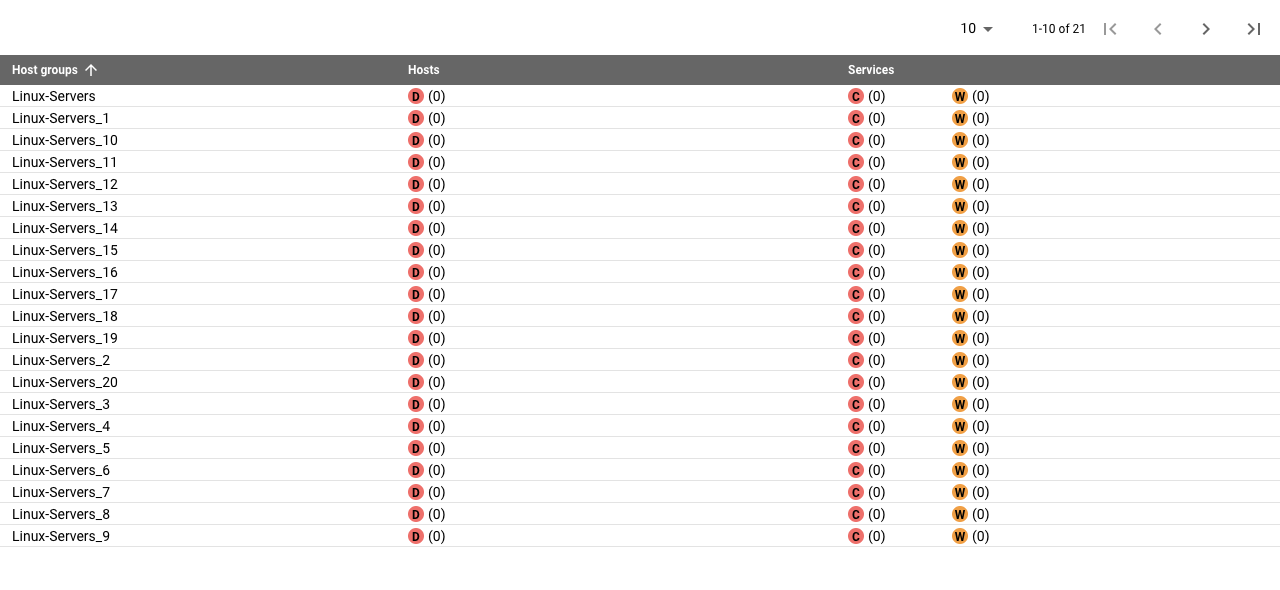 10 1-10 of 21
Host groups Hosts Services
Linux-Servers D (0) C (0) W (0)
Linux-Servers_1 D (0) C (0) W (0)
Linux-Servers_10 D (0) C (0) W (0)
Linux-Servers_11 D (0) C (0) W (0)
Linux-Servers_12 D (0) C (0) W (0)
Linux-Servers_13 D (0) C (0) W (0)
Linux-Servers_14 D (0) C (0) W (0)
Linux-Servers_15 D (0) C (0) W (0)
Linux-Servers_16 D (0) C (0) W (0)
Linux-Servers_17 D (0) C (0) W (0)
Linux-Servers_18 D (0) C (0) W (0)
Linux-Servers_19 D (0) C (0) W (0)
Linux-Servers_2 D (0) C (0) W (0)
Linux-Servers_20 D (0) C (0) W (0)
Linux-Servers_3 D (0) C (0) W (0)
Linux-Servers_4 D (0) C (0) W (0)
Linux-Servers_5 D (0) C (0) W (0)
Linux-Servers_6 D (0) C (0) W (0)
Linux-Servers_7 D (0) C (0) W (0)
Linux-Servers_8 D (0) C (0) W (0)
Linux-Servers_9 D (0) C (0) W (0)